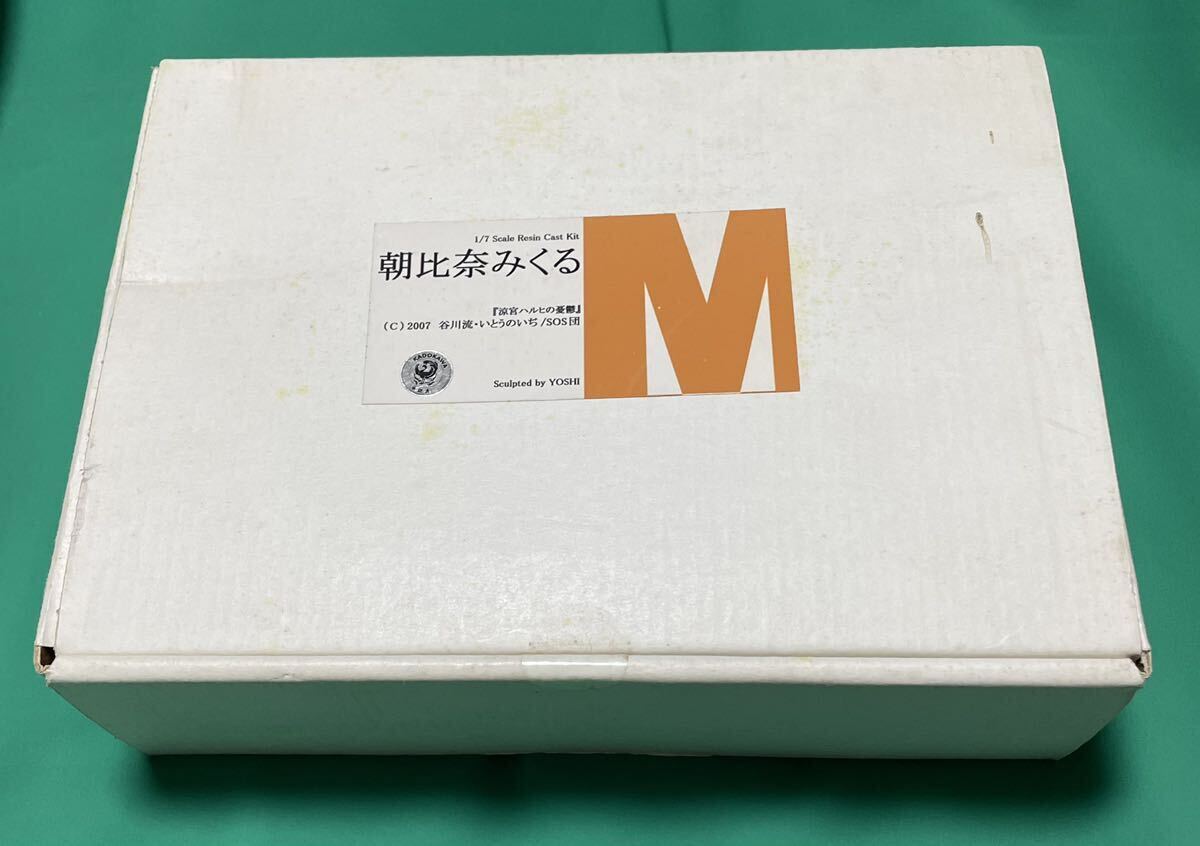 1/7 Scale Resin Cast Kit
朝比奈みくる
『涼宮ハルヒの憂鬱』
(C) 2007 谷川流・いとうのいぢ/SOS団
KADOKAWA
Sculpted by YOSHI
M